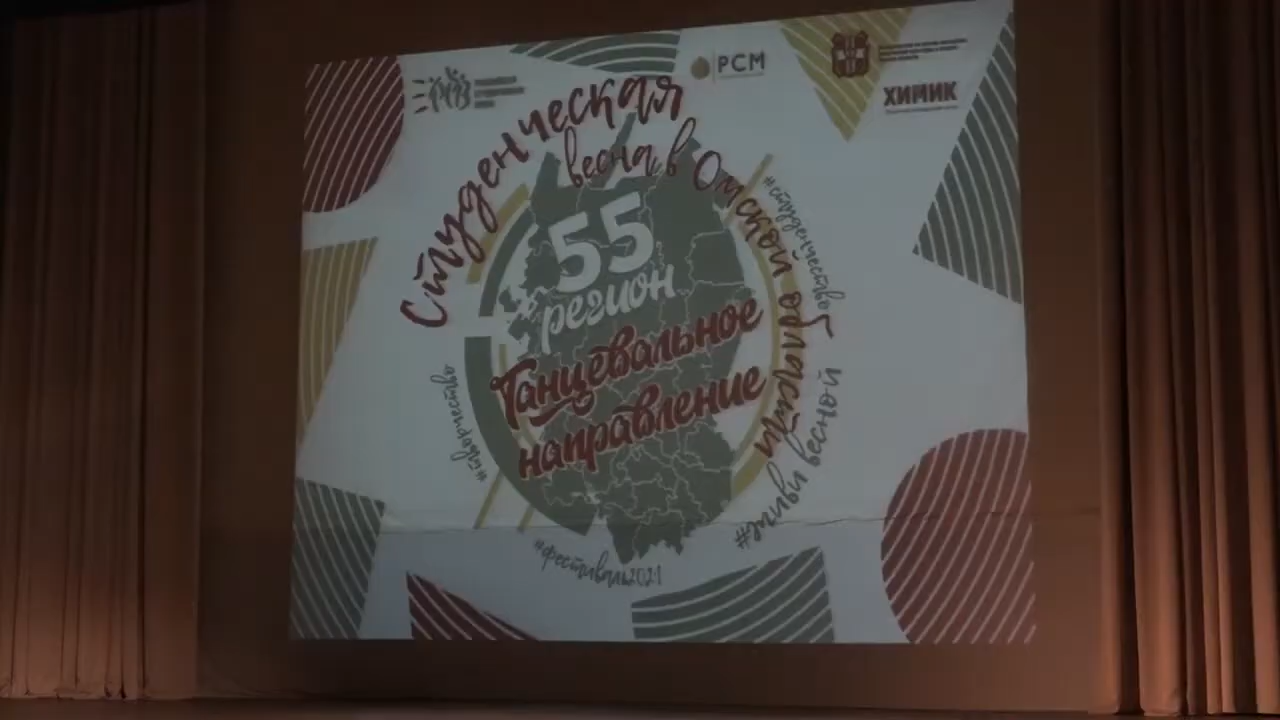 РСМ
ХИМИК
Студенческая
весна в Омской области
#студенчество
55
регион
Танцевальное
направление
#творчество
#живи весной
#фестиваль2021